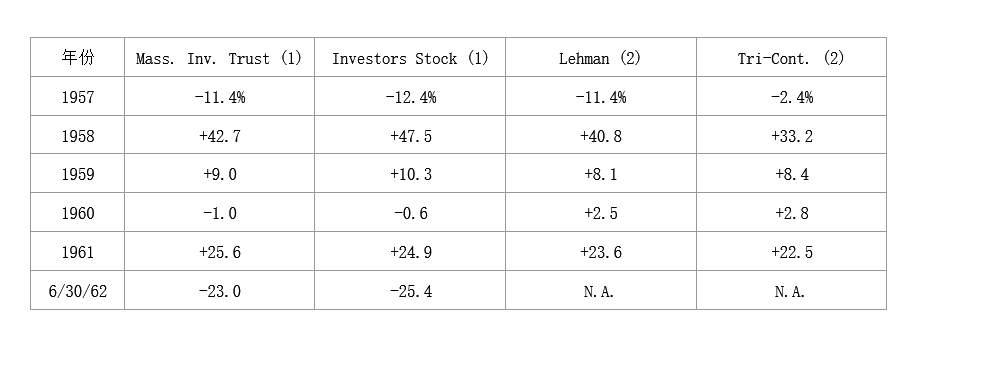 年份 Mass. Inv. Trust (1) Investors Stock (1) Lehman (2) Tri-Cont. (2)
1957 -11.4% -12.4% -11.4% -2.4%
1958 +42.7 +47.5 +40.8 +33.2
1959 +9.0 +10.3 +8.1 +8.4
1960 -1.0 -0.6 +2.5 +2.8
1961 +25.6 +24.9 +23.6 +22.5
6/30/62 -23.0 -25.4 N.A. N.A.